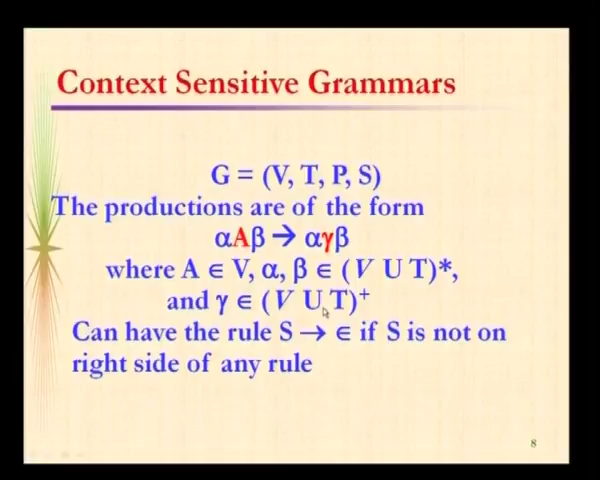 Context Sensitive Grammars
G = (V, T, P, S)
The productions are of the form
αAβ → αγβ
where A ∈ V, α, β ∈ (V U T)*,
and γ ∈ (V U T)⁺
Can have the rule S → ∈ if S is not on
right side of any rule
8